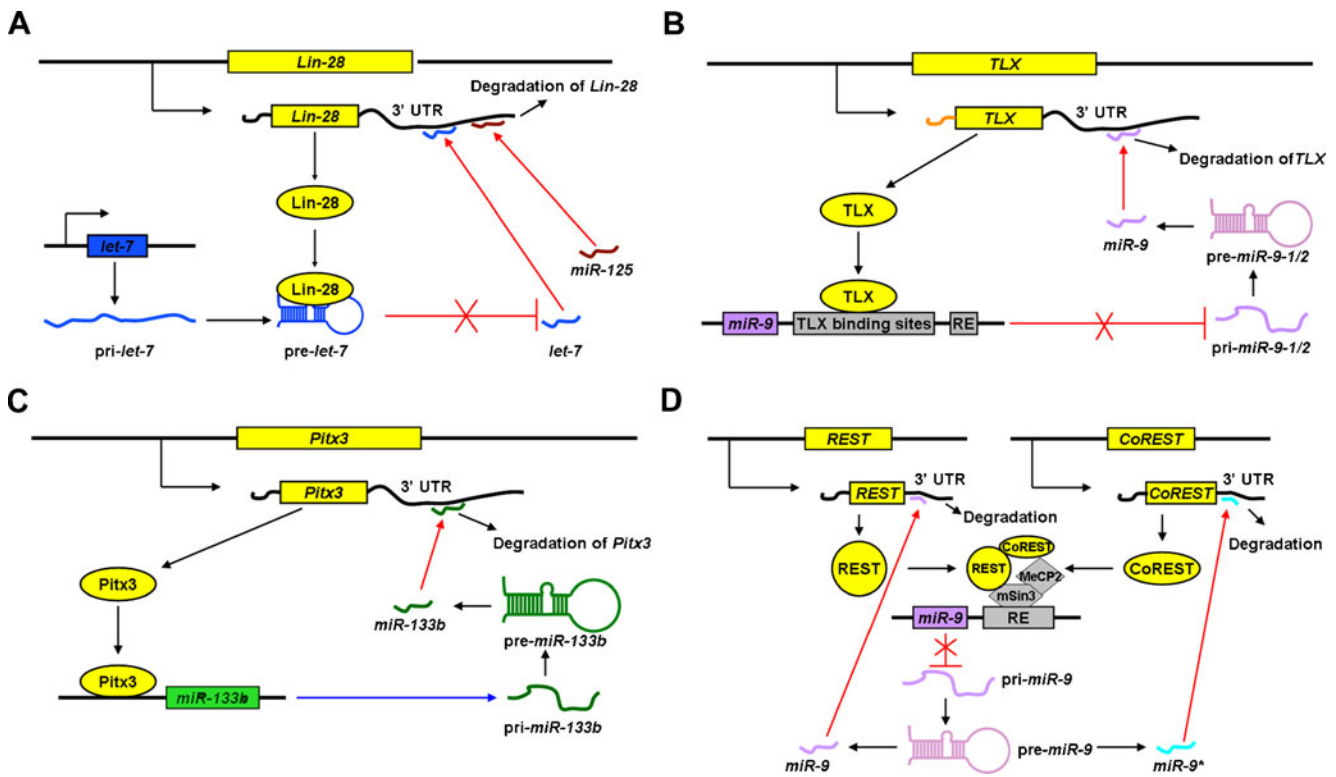 A
Lin-28
Degradation of Lin-28
3' UTR
Lin-28
Lin-28
let-7
miR-125
Lin-28
pri-let-7
pre-let-7
let-7
B
TLX
3' UTR
TLX
Degradation of TLX
TLX
miR-9
pre-miR-9-1/2
TLX
miR-9
TLX binding sites
RE
pri-miR-9-1/2
C
Pitx3
3' UTR
Pitx3
Degradation of Pitx3
Pitx3
miR-133b
pre-miR-133b
Pitx3
miR-133b
pri-miR-133b
D
REST
CoREST
3' UTR
REST
3' UTR
CoREST
Degradation
Degradation
REST
CoREST
REST
MeCP2
mSin3
CoREST
miR-9
RE
pri-miR-9
pre-miR-9
miR-9
miR-9*